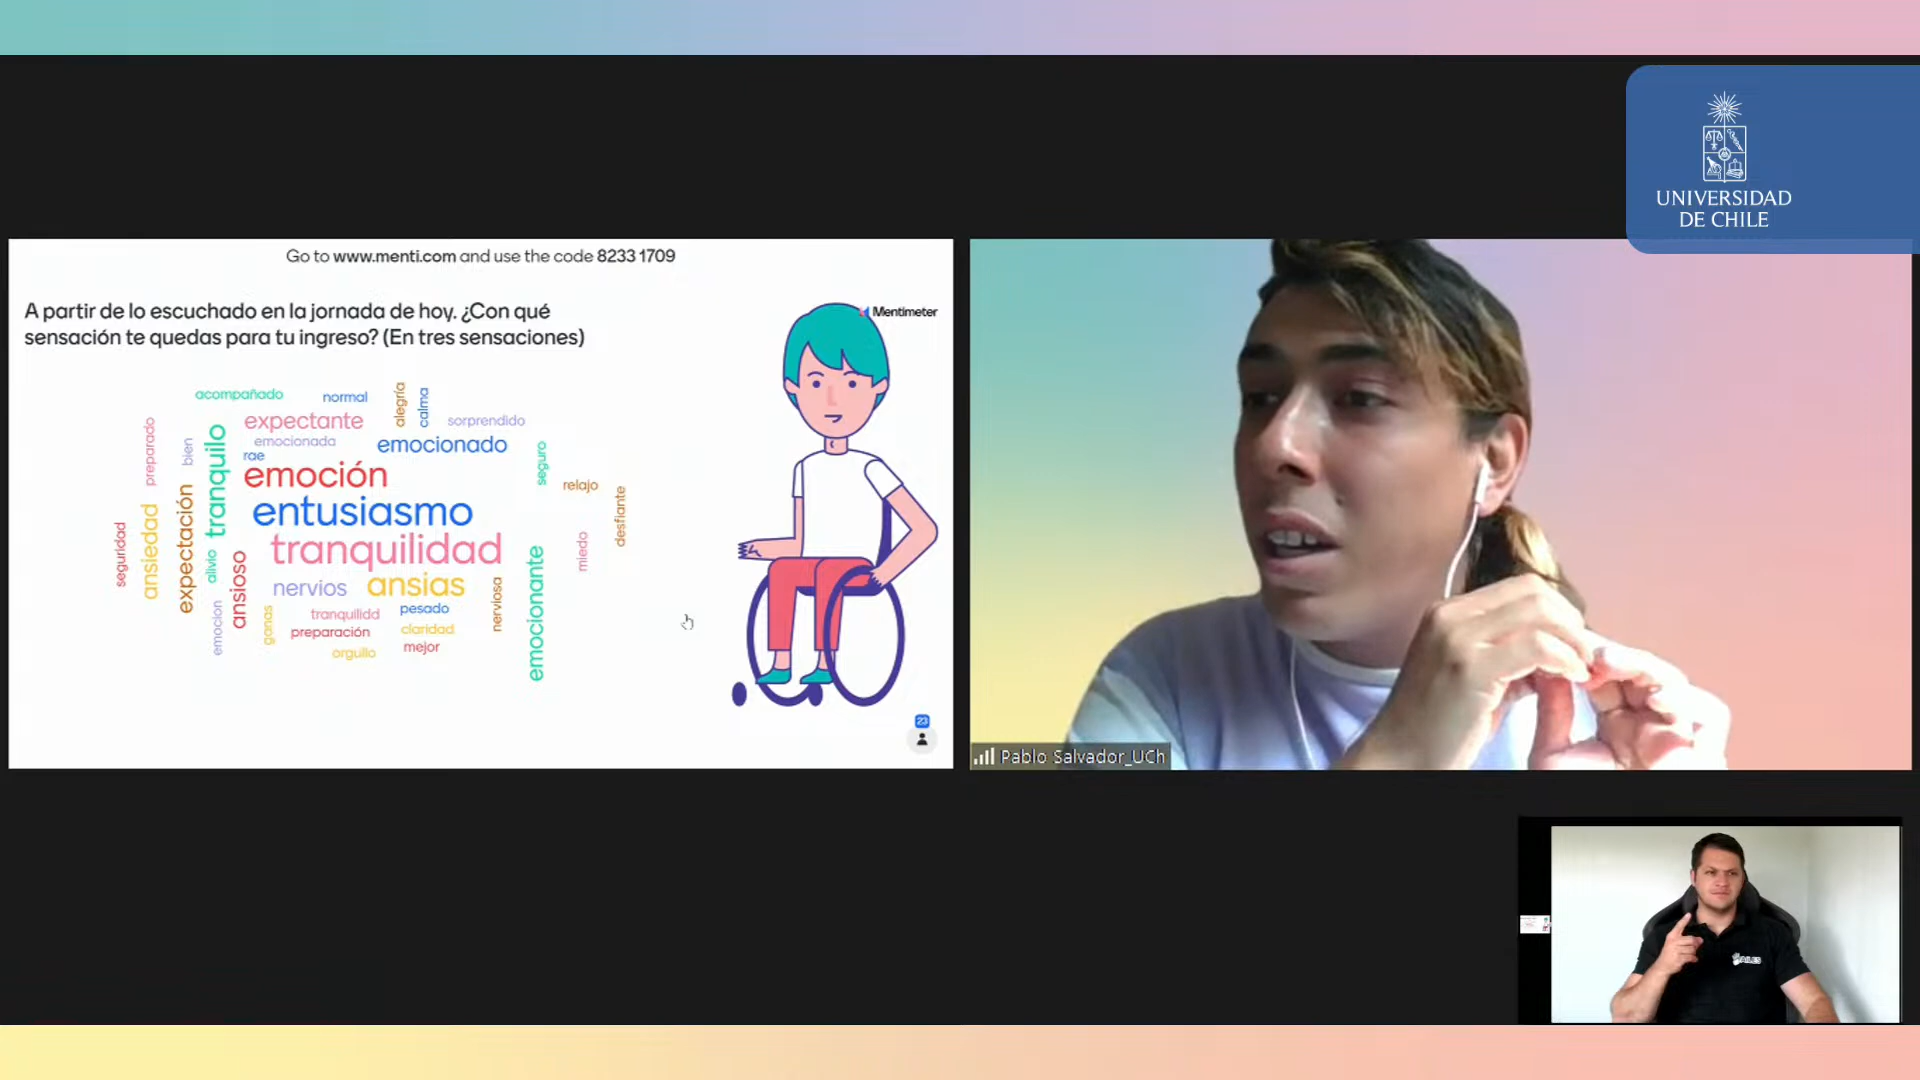 Go to www.menti.com and use the code 8233 1709
A partir de lo escuchado en la jornada de hoy. ¿Con qué
sensación te quedas para tu ingreso? (En tres sensaciones)
Mentimeter
acompañado
normal
alegría
calma
expectante
sorprendido
preparado
bien
tranquilo
emocionada
emocionado
rae
seguro
emoción
relajo
entusiasmo
desfiante
seguridad
ansiedad
expectación
tranquilidad
miedo
alivio
ansioso
nervios
ansias
nerviosa
emocionante
emocion
ganas
tranquilidd
pesado
preparación
claridad
orgullo
mejor
23
UNIVERSIDAD
DE CHILE
Pablo Salvador_UCh
AILES